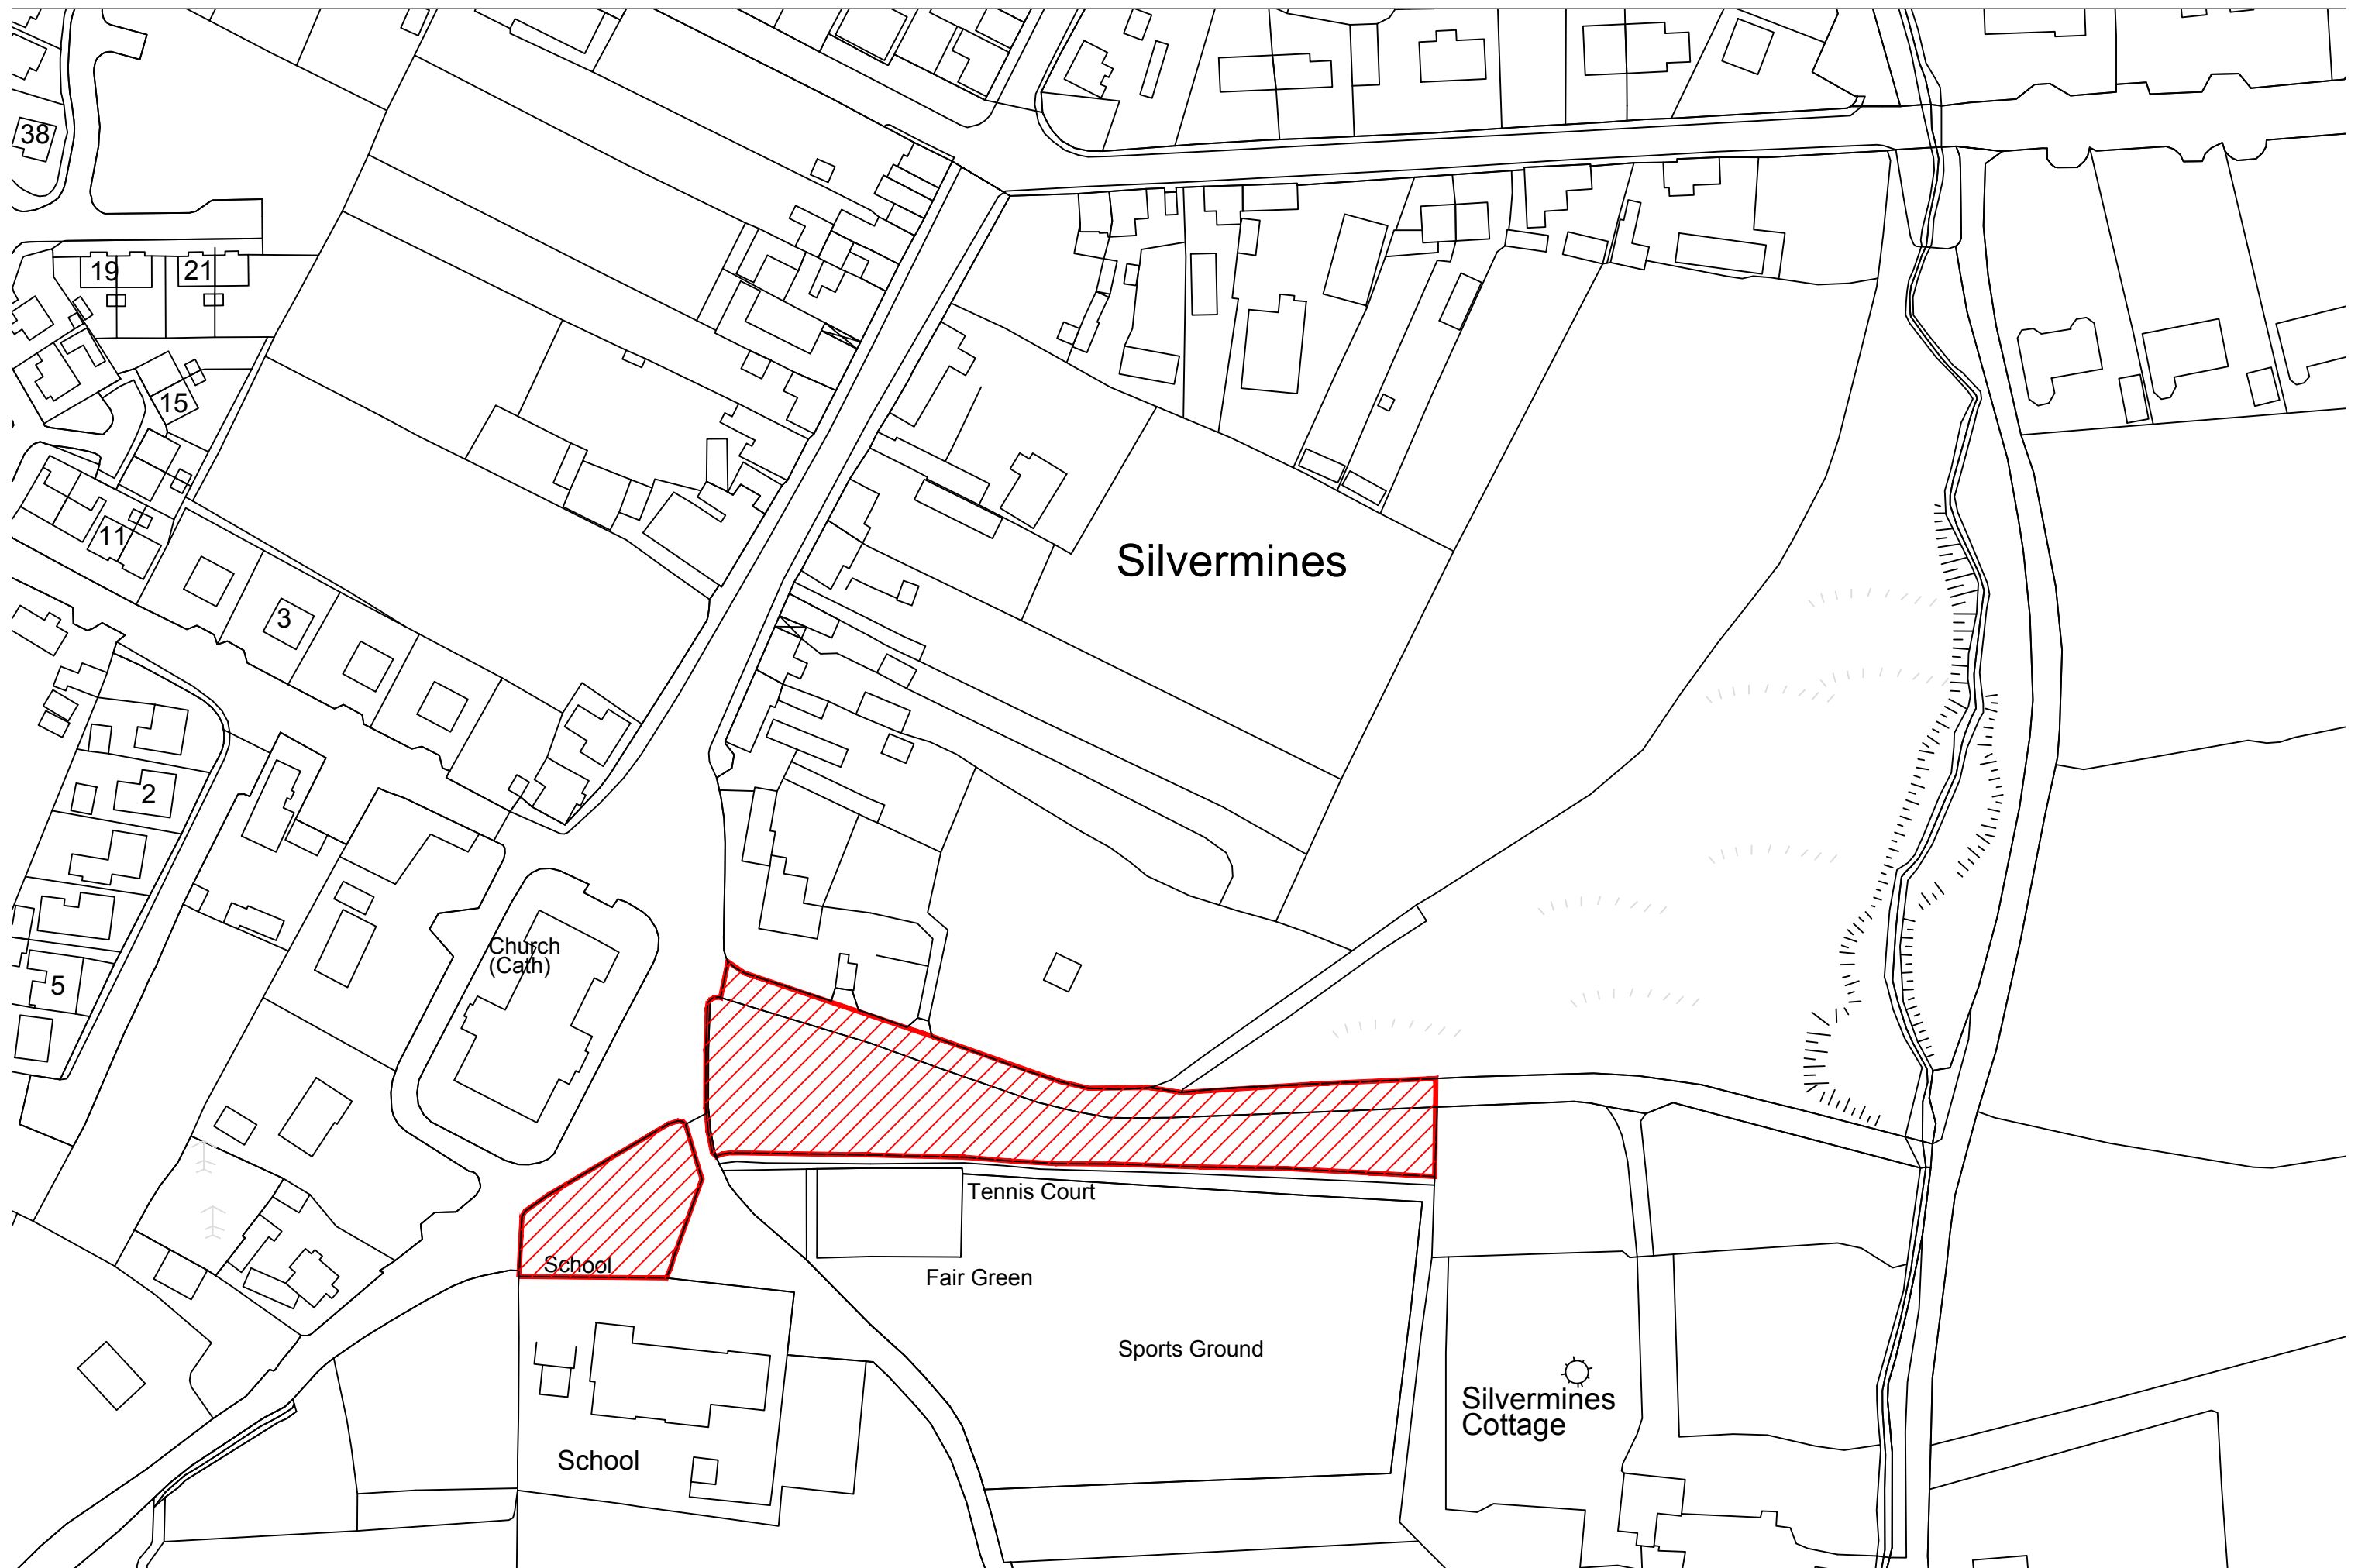 38
19
21
15
11
3
Silvermines
2
5
Church
(Cath)
Tennis Court
School
Fair Green
Sports Ground
Silvermines
Cottage
School